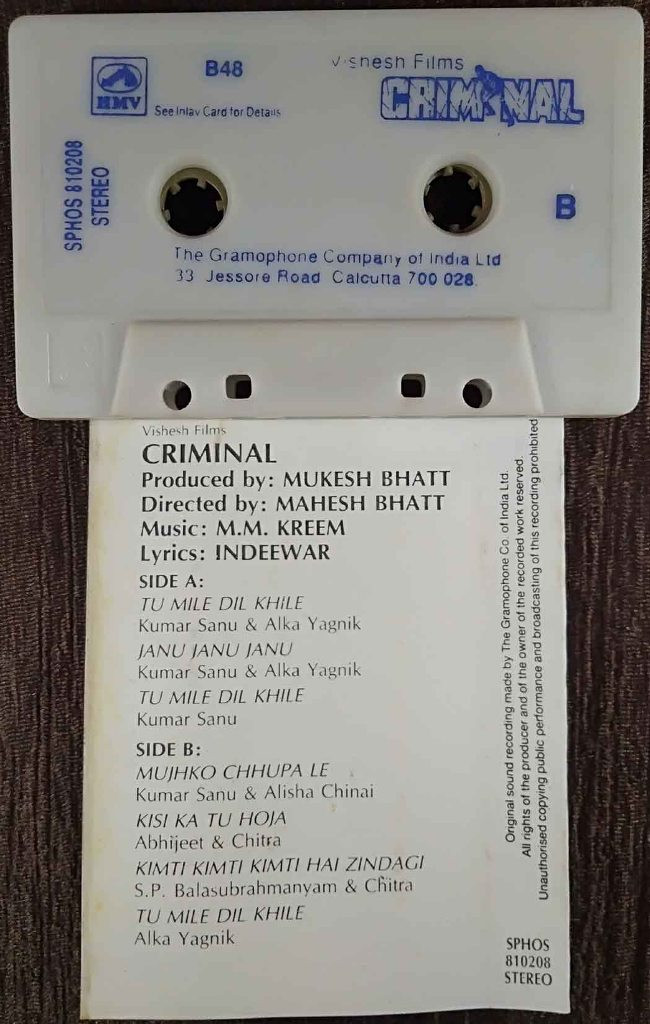 HMV
B48
Vishesh Films
CRIMINAL
See Inlay Card for Details
SPHOS 810208
STEREO
B
The Gramophone Company of India Ltd
33 Jessore Road Calcutta 700 028.
Vishesh Films
CRIMINAL
Produced by: MUKESH BHATT
Directed by: MAHESH BHATT
Music: M.M. KREEM
Lyrics: INDEEWAR
SIDE A:
TU MILE DIL KHILE
Kumar Sanu & Alka Yagnik
JANU JANU JANU
Kumar Sanu & Alka Yagnik
TU MILE DIL KHILE
Kumar Sanu
SIDE B:
MUJHKO CHHUPA LE
Kumar Sanu & Alisha Chinai
KISI KA TU HOJA
Abhijeet & Chitra
KIMTI KIMTI KIMTI HAI ZINDAGI
S.P. Balasubrahmanyam & Chitra
TU MILE DIL KHILE
Alka Yagnik
Original sound recording made by The Gramophone Co. of India Ltd.
All rights of the producer and of the owner of the recorded work reserved.
Unauthorised copying public performance and broadcasting of this recording prohibited
SPHOS
810208
STEREO